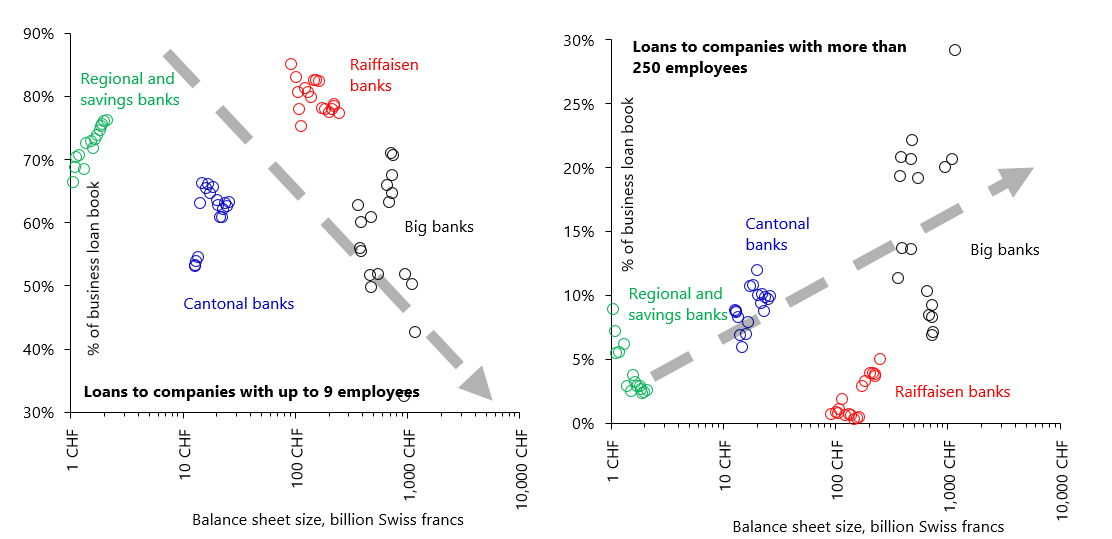 90%
80%
70%
60%
50%
40%
30%
% of business loan book
Regional and
savings banks
Raiffaisen
banks
Big banks
Cantonal banks
Loans to companies with up to 9 employees
1 CHF
10 CHF
100 CHF
1,000 CHF
10,000 CHF
Balance sheet size, billion Swiss francs
30%
25%
20%
15%
10%
5%
0%
% of business loan book
Loans to companies with more than
250 employees
Cantonal
banks
Big banks
Regional and
savings banks
Raiffaisen banks
1 CHF
10 CHF
100 CHF
1,000 CHF
10,000 CHF
Balance sheet size, billion Swiss francs